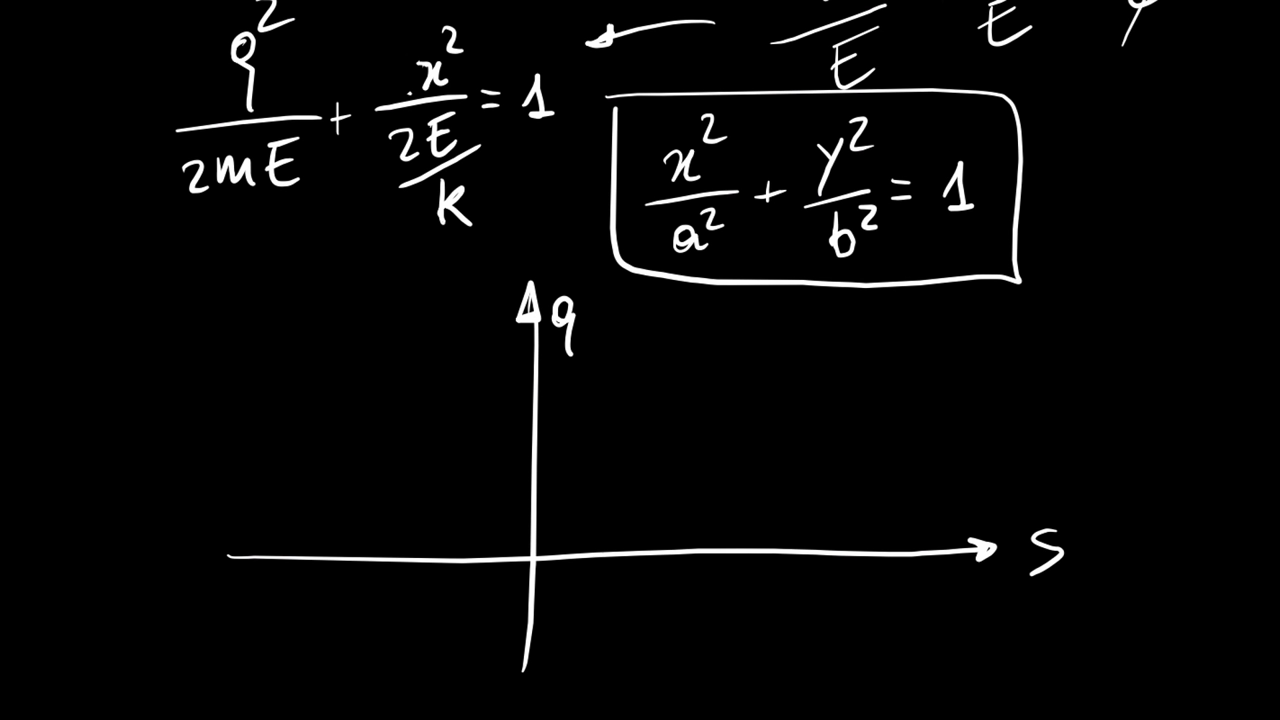 q²/2mE + x²/(2E/k) = 1
E E
x²/a² + y²/b² = 1
q
S